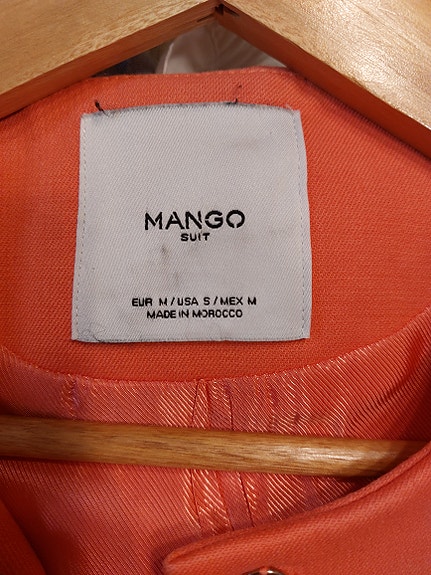 MANGO
SUIT
EUR M / USA S / MEX M
MADE IN MOROCCO